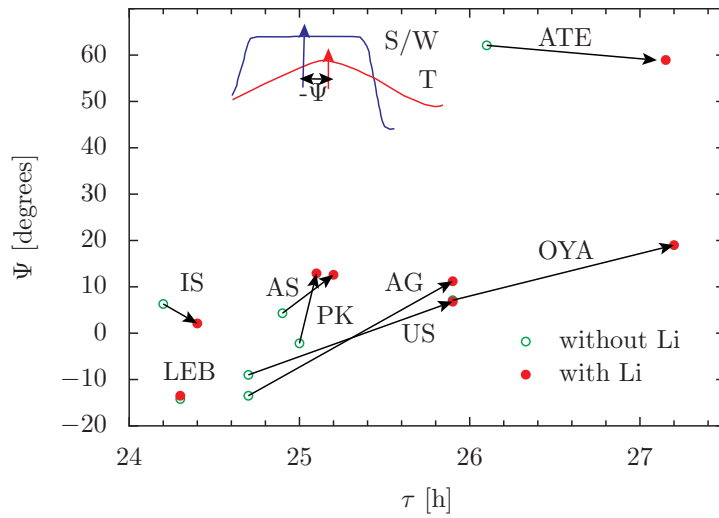 60
50
40
30
20
10
0
−10
−20
Ψ [degrees]
24
25
26
27
τ [h]
S/W
T
-Ψ
ATE
IS
AS
PK
AG
US
OYA
LEB
without Li
with Li